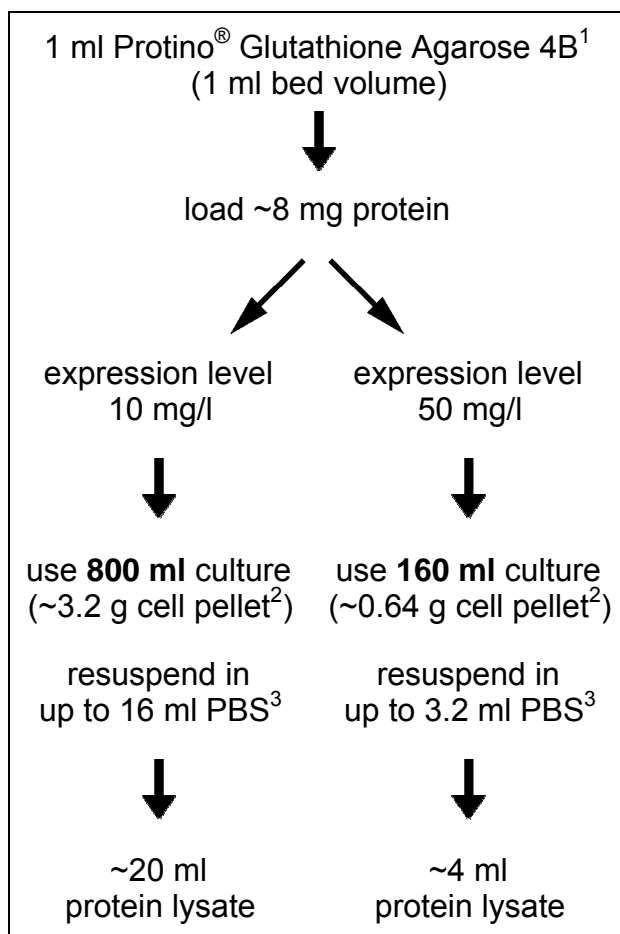 1 ml Protino® Glutathione Agarose 4B¹
(1 ml bed volume)
load ~8 mg protein
expression level
10 mg/l
use 800 ml culture
(~3.2 g cell pellet²)
resuspend in
up to 16 ml PBS³
~20 ml
protein lysate
expression level
50 mg/l
use 160 ml culture
(~0.64 g cell pellet²)
resuspend in
up to 3.2 ml PBS³
~4 ml
protein lysate